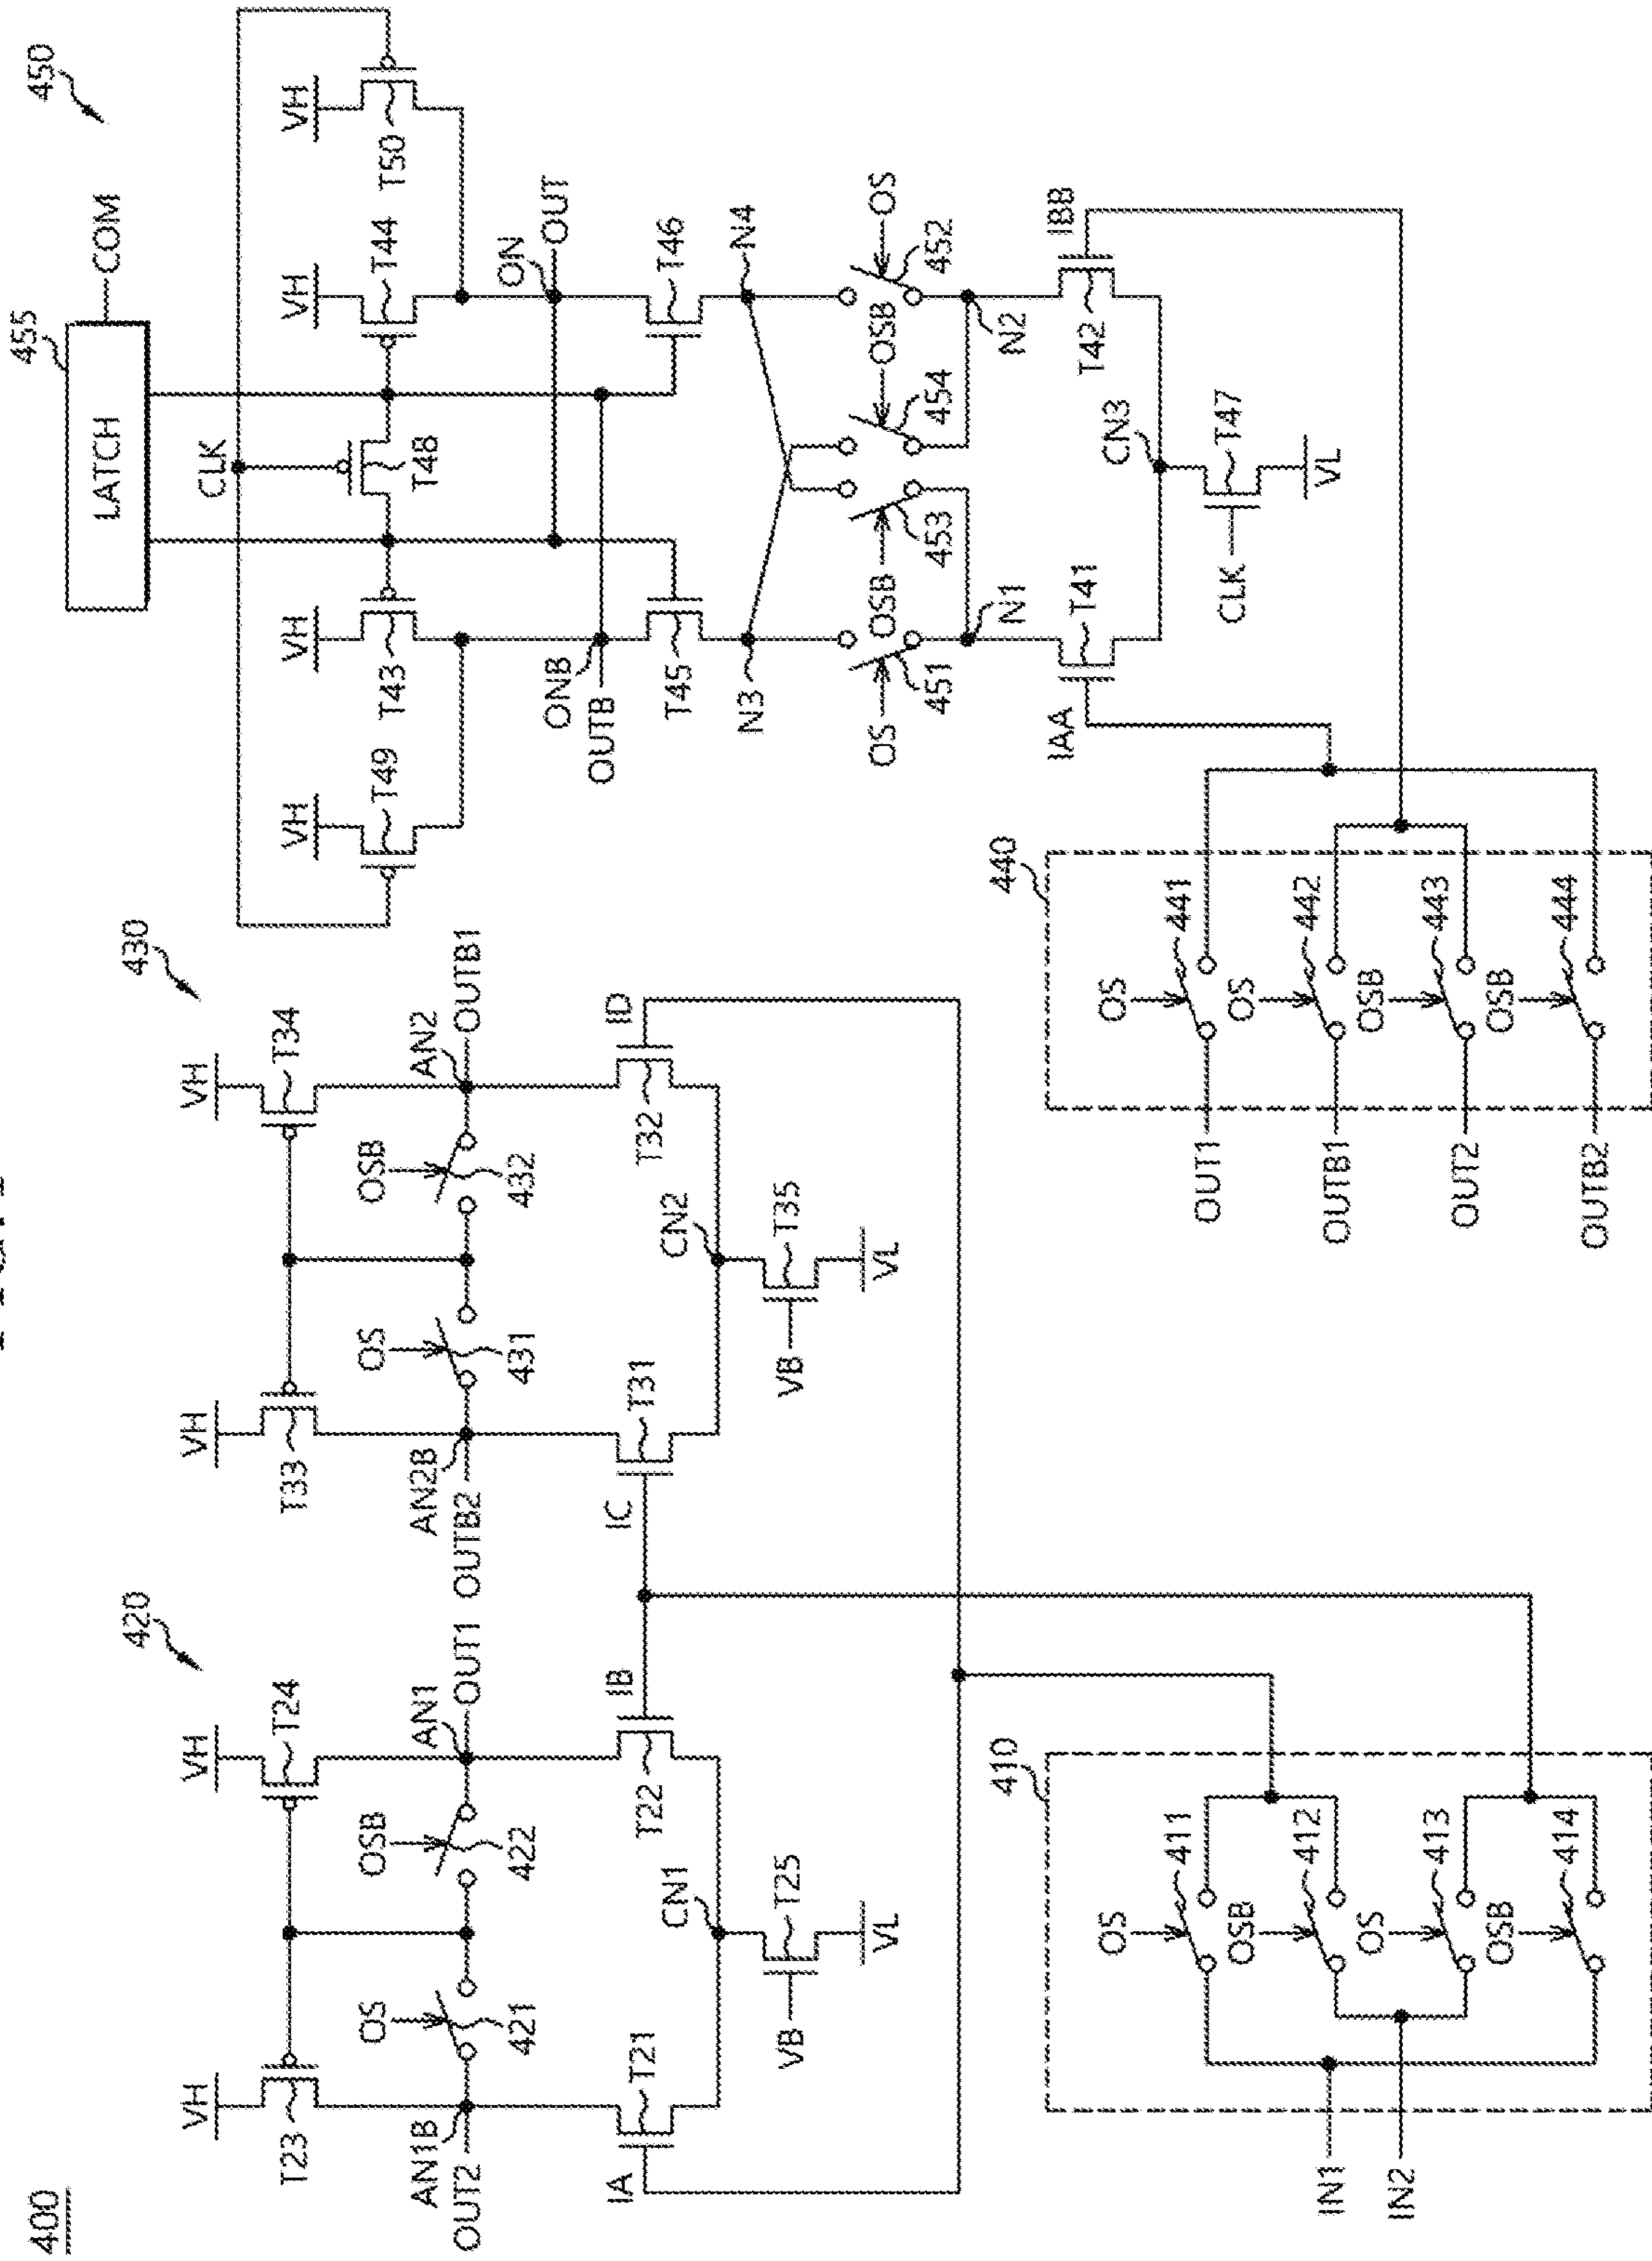 400
420
VH
VH
T23
T24
OS
OSB
421
422
AN1B
OUT2
AN1
OUT1
IA
T21
T22
IB
CN1
VB
T25
VL
430
VH
VH
T33
T34
OS
OSB
431
432
AN2B
OUTB2
AN2
OUTB1
IC
T31
T32
ID
CN2
VB
T35
VL
410
IN1
IN2
OS
411
OSB
412
OS
413
OSB
414
440
OUT1
OUTB1
OUT2
OUTB2
OS
441
OS
442
OSB
443
OSB
444
450
455
LATCH
COM
CLK
VH
VH
VH
VH
T49
T43
T48
T44
T50
ONB
OUTB
ON
OUT
T45
T46
N3
N4
OS
451
OSB
453
OSB
454
OS
452
N1
N2
IAA
T41
T42
IBB
CN3
CLK
T47
VL